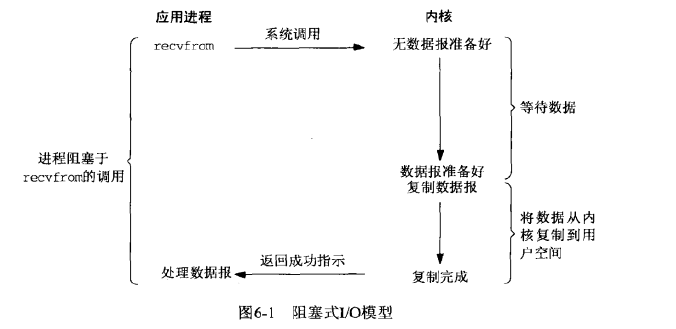 应用进程
内核
recvfrom
系统调用
无数据报准备好
等待数据
进程阻塞于
recvfrom的调用
数据报准备好
复制数据报
将数据从内
核复制到用
户空间
处理数据报
返回成功指示
复制完成
图6-1 阻塞式I/O模型